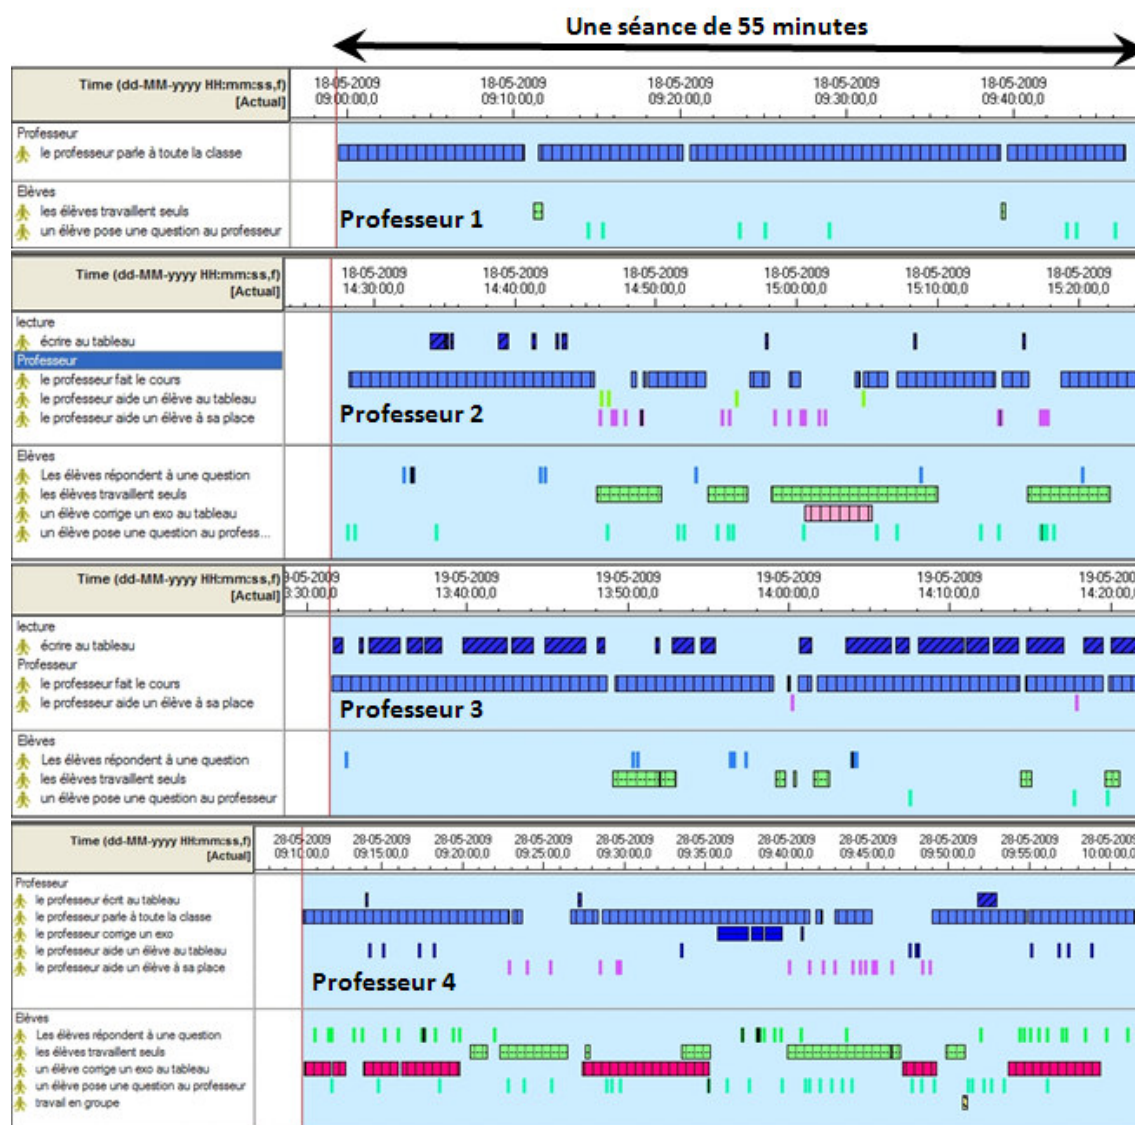 Une séance de 55 minutes
Time (dd-MM-yyyy HH:mm:ss,f)
[Actual]
18-05-2009 18-05-2009 18-05-2009 18-05-2009 18-05-2009
09:00:00,0 09:10:00,0 09:20:00,0 09:30:00,0 09:40:00,0
Professeur
le professeur parle à toute la classe
Elèves
les élèves travaillent seuls
un élève pose une question au professeur
Professeur 1
Time (dd-MM-yyyy HH:mm:ss,f)
[Actual]
18-05-2009 18-05-2009 18-05-2009 18-05-2009 18-05-2009 18-05-2009
14:30:00,0 14:40:00,0 14:50:00,0 15:00:00,0 15:10:00,0 15:20:00,0
lecture
écrire au tableau
Professeur
le professeur fait le cours
le professeur aide un élève au tableau
le professeur aide un élève à sa place
Professeur 2
Elèves
Les élèves répondent à une question
les élèves travaillent seuls
un élève corrige un exo au tableau
un élève pose une question au profess...
Time (dd-MM-yyyy HH:mm:ss,f)
[Actual]
9-05-2009 19-05-2009 19-05-2009 19-05-2009 19-05-2009 19-05-200
3:30:00,0 13:40:00,0 13:50:00,0 14:00:00,0 14:10:00,0 14:20:00,
lecture
écrire au tableau
Professeur
le professeur fait le cours
le professeur aide un élève à sa place
Professeur 3
Elèves
Les élèves répondent à une question
les élèves travaillent seuls
un élève pose une question au professeur
Time (dd-MM-yyyy HH:mm:ss,f)
[Actual]
28-05-2009 28-05-2009 28-05-2009 28-05-2009 28-05-2009 28-05-2009 28-05-2009 28-05-2009 28-05-2009 28-05-2009 28-05-2009
09:10:00,0 09:15:00,0 09:20:00,0 09:25:00,0 09:30:00,0 09:35:00,0 09:40:00,0 09:45:00,0 09:50:00,0 09:55:00,0 10:00:00,0
Professeur
le professeur écrit au tableau
le professeur parle à toute la classe
le professeur corrige un exo
le professeur aide un élève au tableau
le professeur aide un élève à sa place
Professeur 4
Elèves
Les élèves répondent à une question
les élèves travaillent seuls
un élève corrige un exo au tableau
un élève pose une question au professeur
travail en groupe